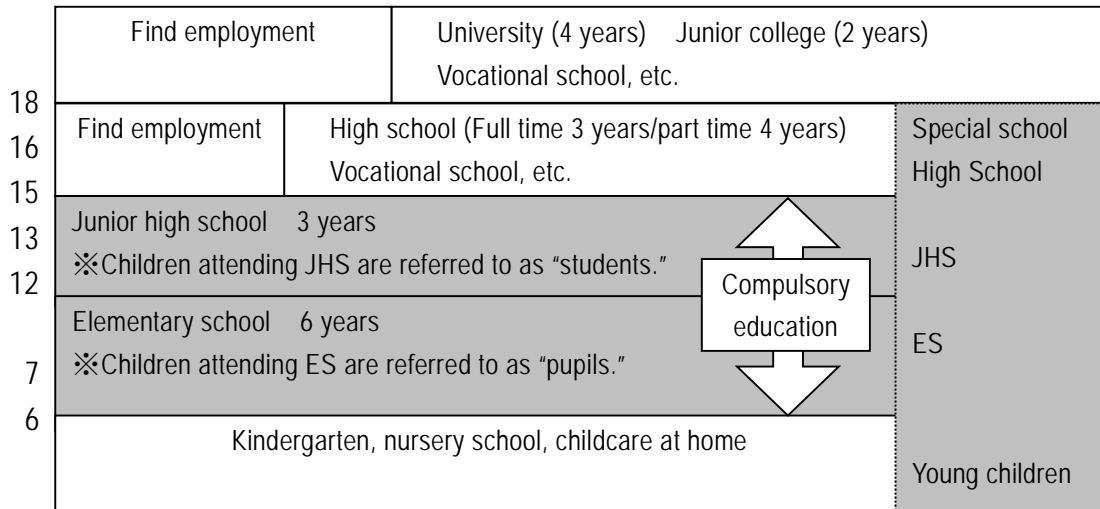 Find employment
University (4 years) Junior college (2 years)
Vocational school, etc.
18
Find employment
High school (Full time 3 years/part time 4 years)
Vocational school, etc.
Special school
High School
16
15
Junior high school 3 years
※Children attending JHS are referred to as “students.”
13
12
JHS
Compulsory
education
Elementary school 6 years
※Children attending ES are referred to as “pupils.”
ES
7
6
Kindergarten, nursery school, childcare at home
Young children